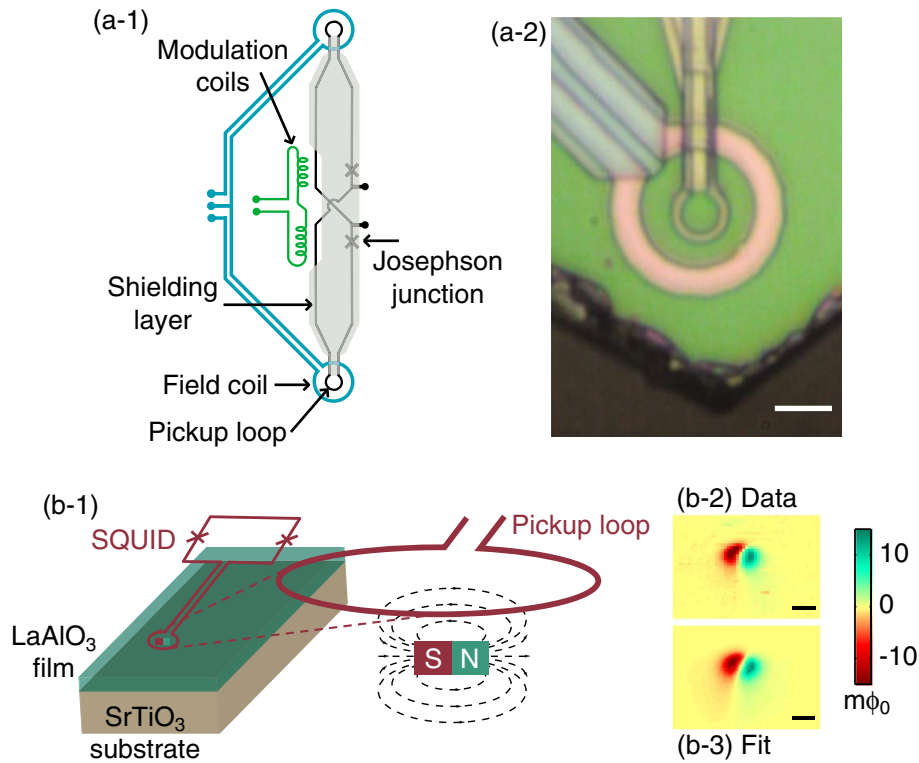 (a-1)
Modulation
coils
Josephson
junction
Shielding
layer
Field coil
Pickup loop
(a-2)
(b-1)
SQUID
Pickup loop
LaAlO₃
film
SrTiO₃
substrate
S N
(b-2) Data
10
0
-10
mϕ₀
(b-3) Fit